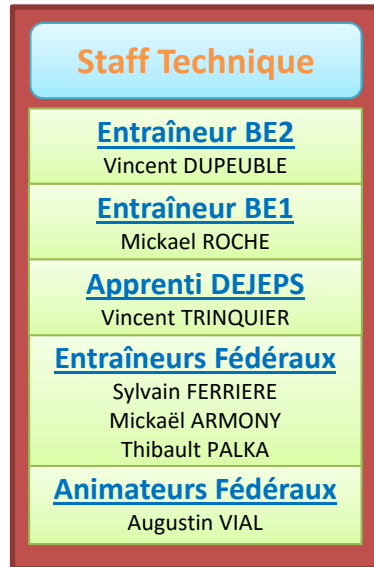 Staff Technique
Entraîneur BE2
Vincent DUPEUBLE
Entraîneur BE1
Mickael ROCHE
Apprenti DEJEPS
Vincent TRINQUIER
Entraîneurs Fédéraux
Sylvain FERRIERE
Mickaël ARMONY
Thibault PALKA
Animateurs Fédéraux
Augustin VIAL